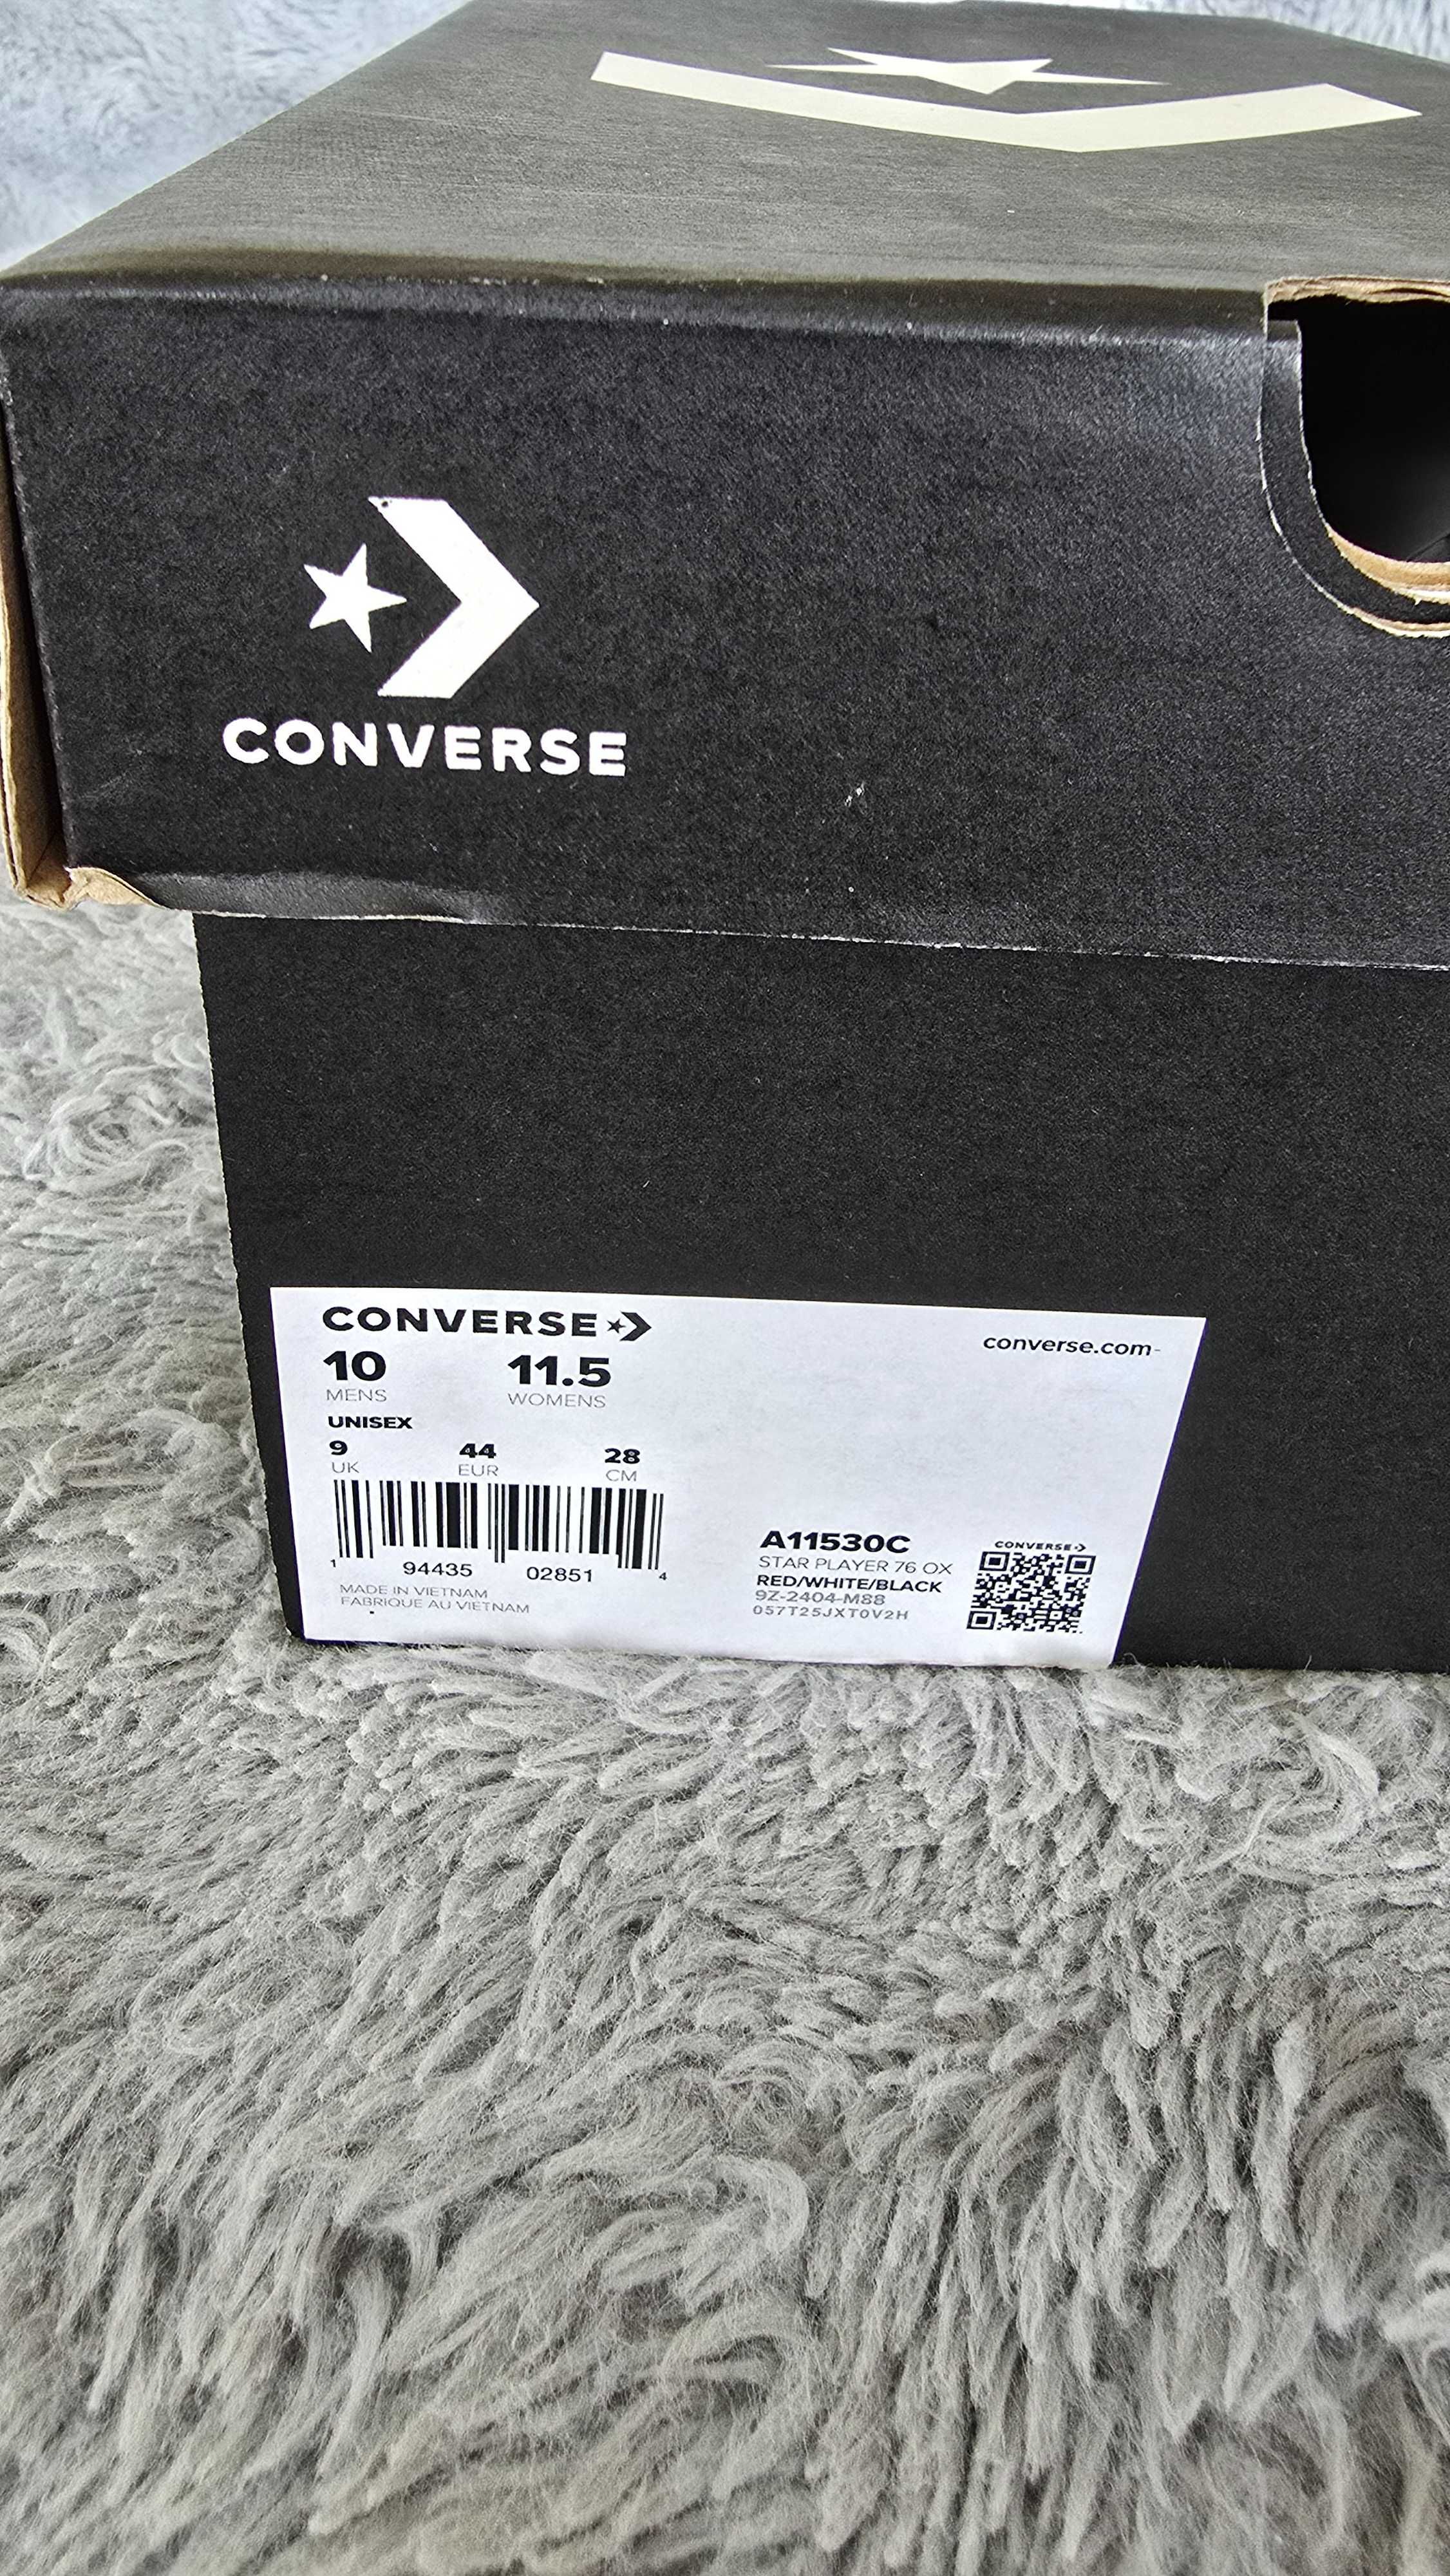 CONVERSE
CONVERSE
converse.com
10 11.5
MENS WOMENS
UNISEX
9 44 28
UK EUR CM
1 94435 02851 4
MADE IN VIETNAM
FABRIQUE AU VIETNAM
A11530C
STAR PLAYER 76 OX
RED/WHITE/BLACK
9Z-2404-M88
057T25JXT0V2H
CONVERSE